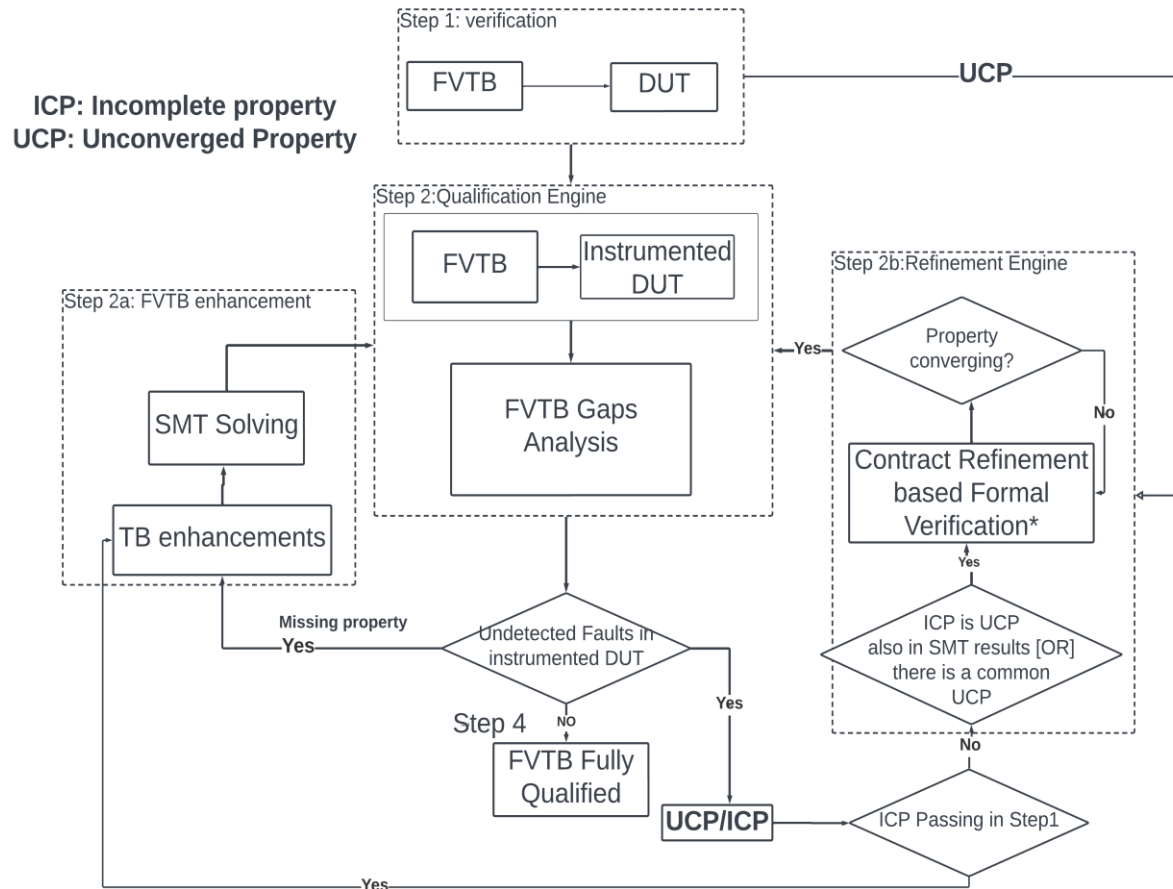 Step 1: verification
FVTB
DUT
UCP
ICP: Incomplete property
UCP: Unconverged Property
Step 2:Qualification Engine
FVTB
Instrumented
DUT
FVTB Gaps
Analysis
Step 2a: FVTB enhancement
SMT Solving
TB enhancements
Step 2b:Refinement Engine
Property
converging?
Yes
No
Contract Refinement
based Formal
Verification*
Yes
ICP is UCP
also in SMT results [OR]
there is a common
UCP
No
Missing property
Yes
Undetected Faults in
instrumented DUT
Yes
NO
Step 4
FVTB Fully
Qualified
UCP/ICP
ICP Passing in Step1
Yes